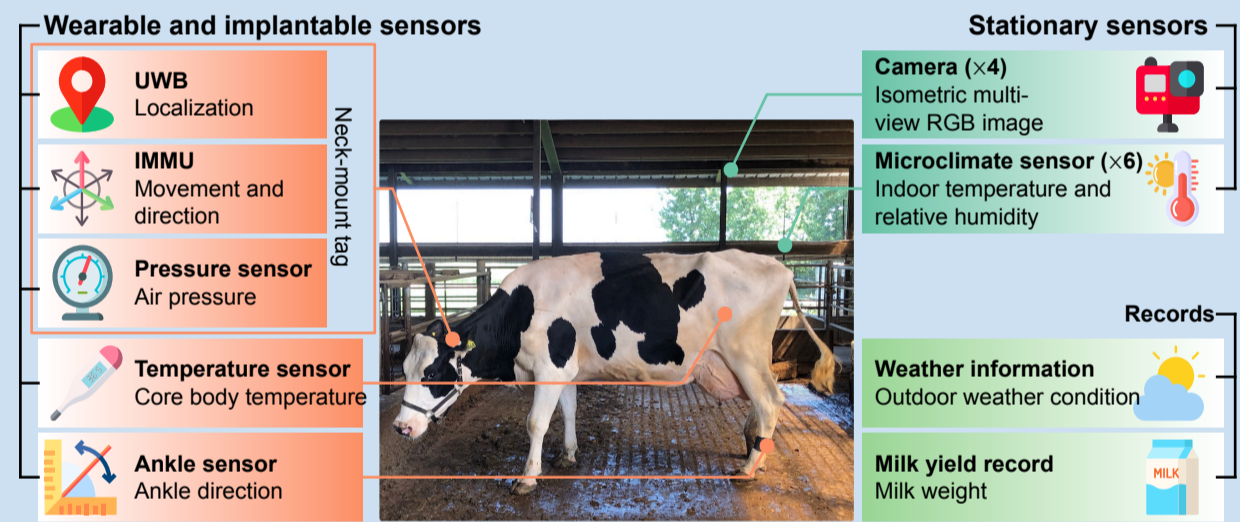 Wearable and implantable sensors
UWB
Localization
IMMU
Movement and
direction
Pressure sensor
Air pressure
Neck-mount tag
Temperature sensor
Core body temperature
Ankle sensor
Ankle direction
Stationary sensors
Camera (×4)
Isometric multi-
view RGB image
Microclimate sensor (×6)
Indoor temperature and
relative humidity
Records
Weather information
Outdoor weather condition
Milk yield record
Milk weight
MILK